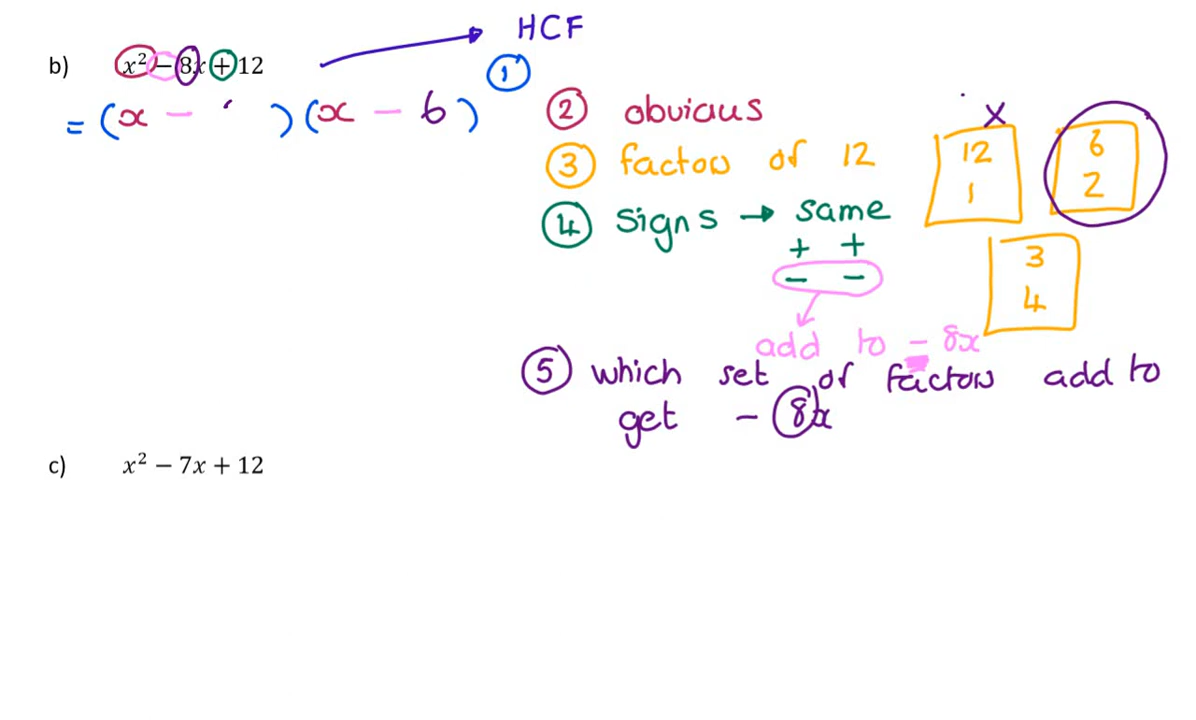 b) x² − 8x + 12
HCF
①
= (x − ) (x − 6)
② obvious
③ factors of 12
×
12
1
6
2
3
4
④ signs → same
+ +
− −
add to − 8x
⑤ which set of factors add to
get − 8x
c) x² − 7x + 12